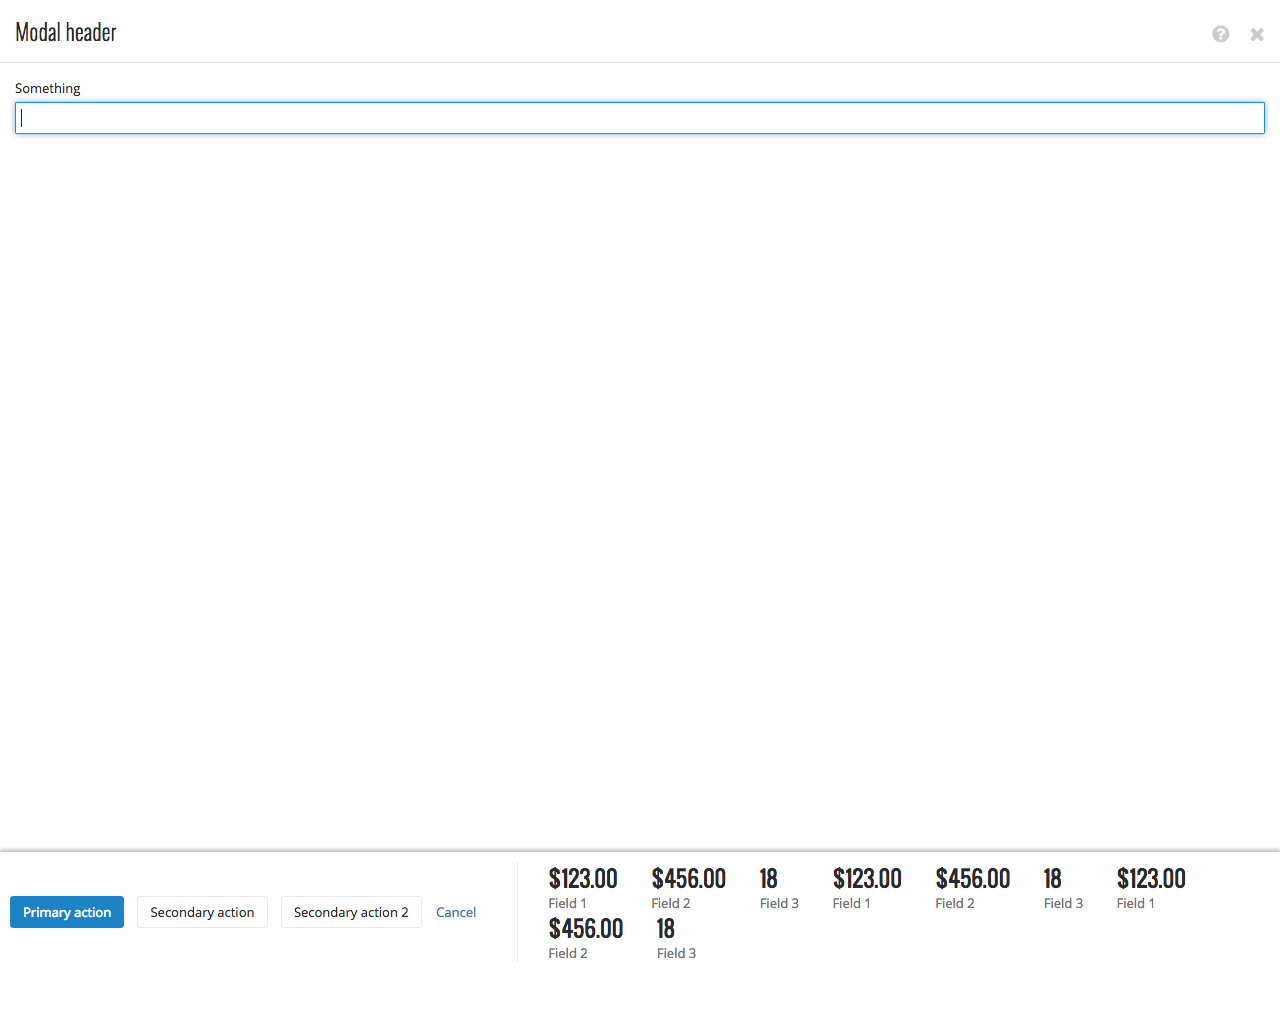 Modal header
Something
Primary action Secondary action Secondary action 2 Cancel
$123.00 $456.00 18 $123.00 $456.00 18 $123.00
Field 1 Field 2 Field 3 Field 1 Field 2 Field 3 Field 1
$456.00 18
Field 2 Field 3